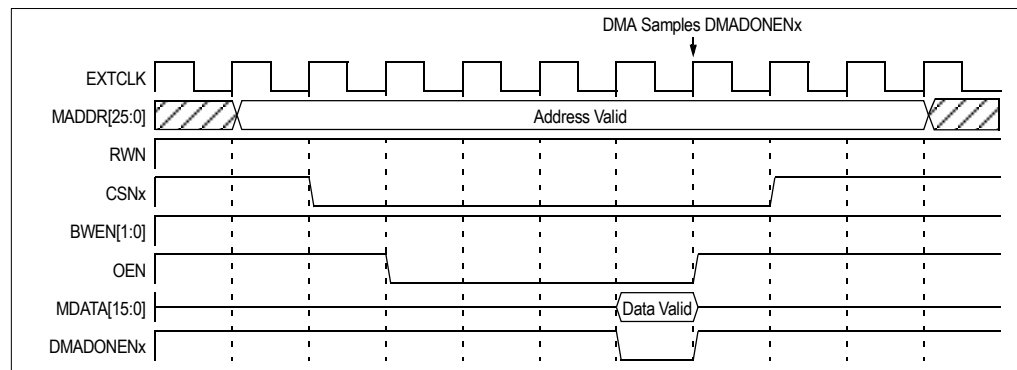 DMA Samples DMADONENx
EXTCLK
MADDR[25:0]
Address Valid
RWN
CSNx
BWEN[1:0]
OEN
MDATA[15:0]
Data Valid
DMADONENx